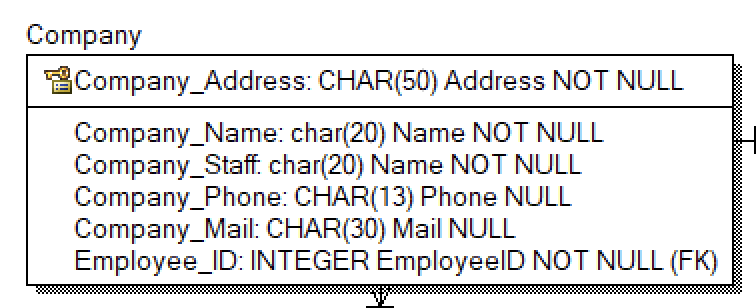 Company
Company_Address: CHAR(50) Address NOT NULL
Company_Name: char(20) Name NOT NULL
Company_Staff: char(20) Name NOT NULL
Company_Phone: CHAR(13) Phone NULL
Company_Mail: CHAR(30) Mail NULL
Employee_ID: INTEGER EmployeeID NOT NULL (FK)